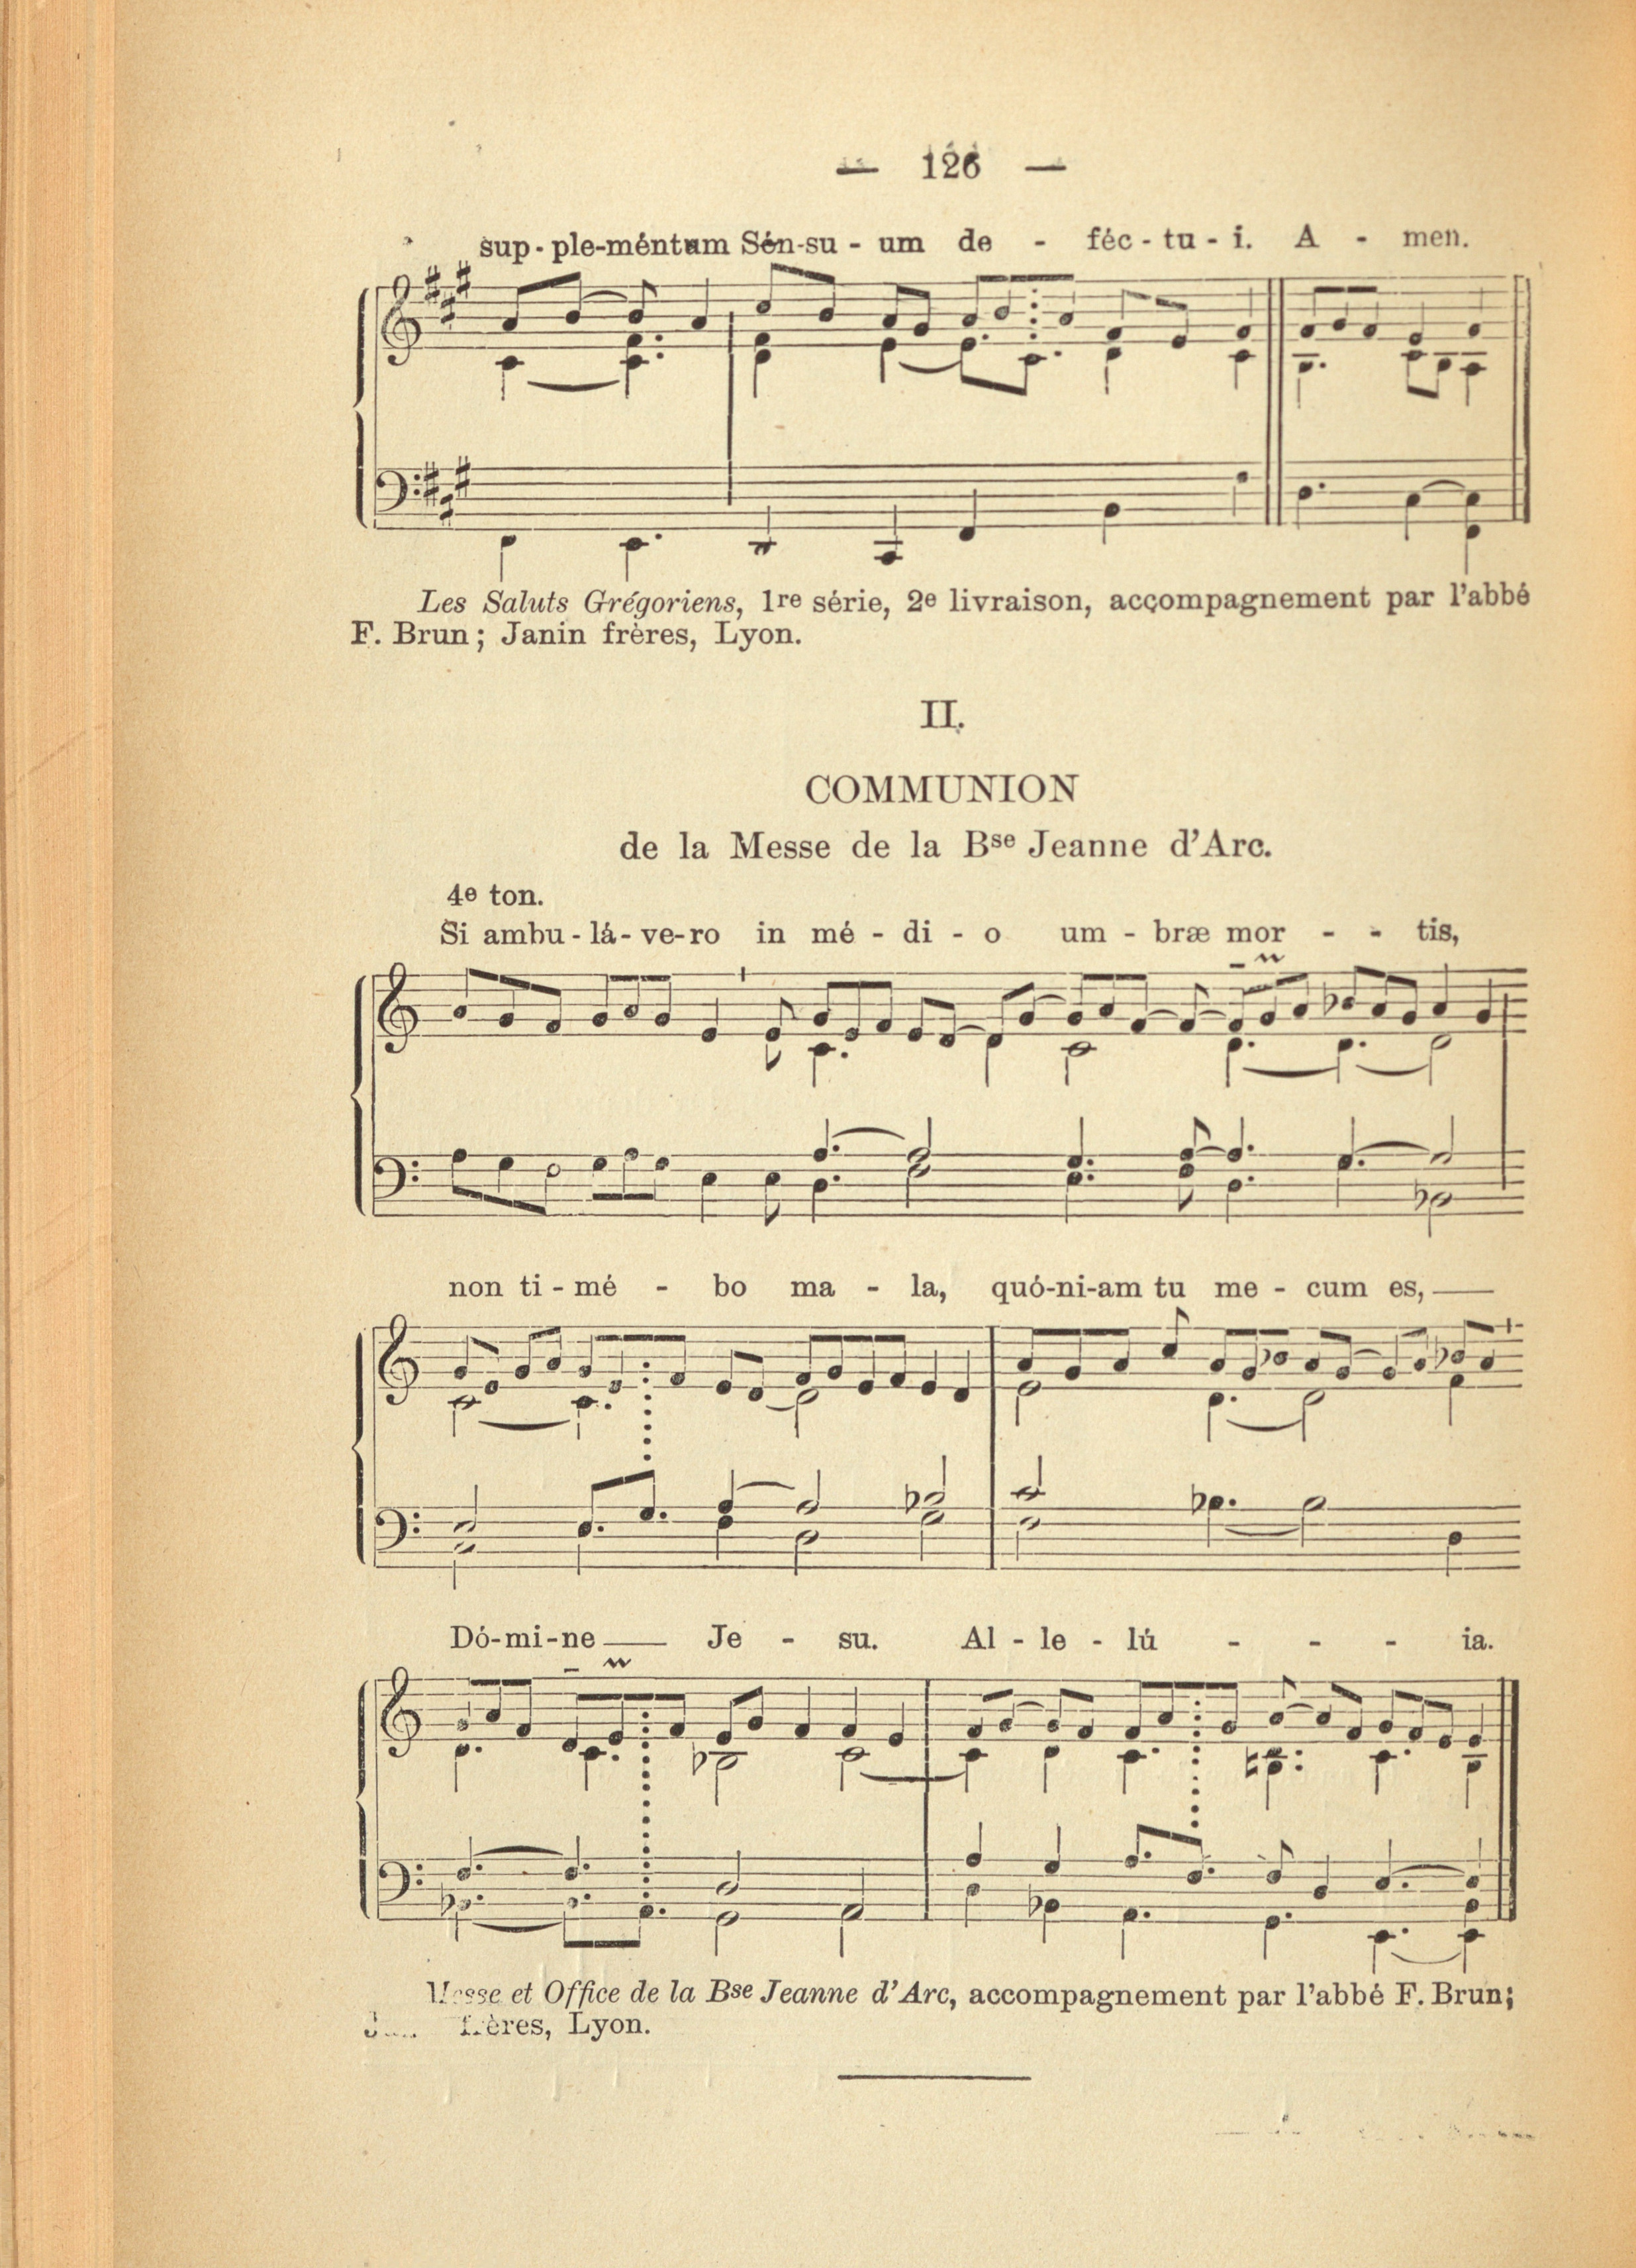 — 126 —
sup - ple-méntum Sén-su - um de - féc - tu - i. A - men.
Les Saluts Grégoriens, 1re série, 2e livraison, accompagnement par l'abbé
F. Brun; Janin frères, Lyon.
II.
COMMUNION
de la Messe de la Bse Jeanne d'Arc.
4e ton.
Si ambu - lá - ve-ro in mé - di - o um - bræ mor - - tis,
non ti - mé - bo ma - la, quó-ni-am tu me - cum es,
Dó-mi-ne Je - su. Al - le - lú - - - ia.
Messe et Office de la Bse Jeanne d'Arc, accompagnement par l'abbé F. Brun;
frères, Lyon.